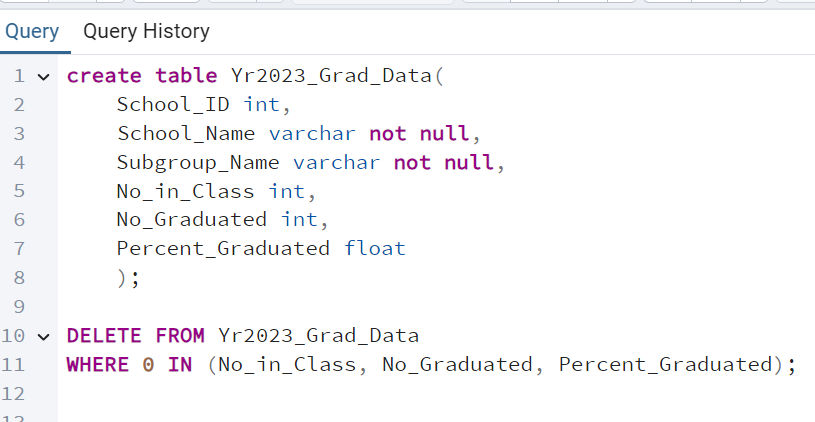 Query Query History
1 create table Yr2023_Grad_Data(
2 School_ID int,
3 School_Name varchar not null,
4 Subgroup_Name varchar not null,
5 No_in_Class int,
6 No_Graduated int,
7 Percent_Graduated float
8 );
9
10 DELETE FROM Yr2023_Grad_Data
11 WHERE 0 IN (No_in_Class, No_Graduated, Percent_Graduated);
12